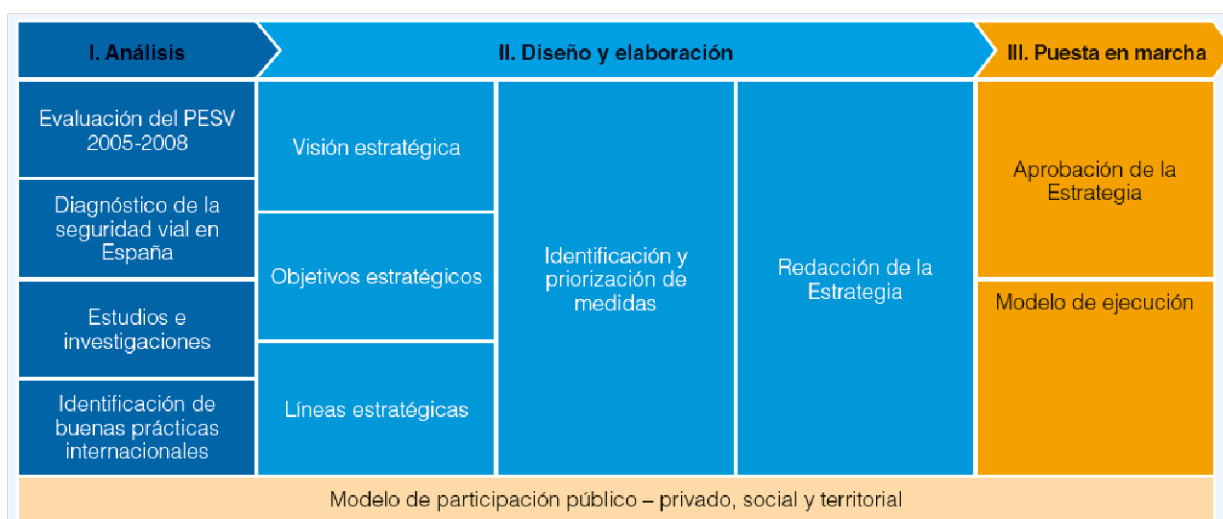 I. Análisis
II. Diseño y elaboración
III. Puesta en marcha
Evaluación del PESV
2005-2008
Diagnóstico de la
seguridad vial en
España
Estudios e
investigaciones
Identificación de
buenas prácticas
internacionales
Visión estratégica
Objetivos estratégicos
Líneas estratégicas
Identificación y
priorización de
medidas
Redacción de la
Estrategia
Aprobación de la
Estrategia
Modelo de ejecución
Modelo de participación público – privado, social y territorial